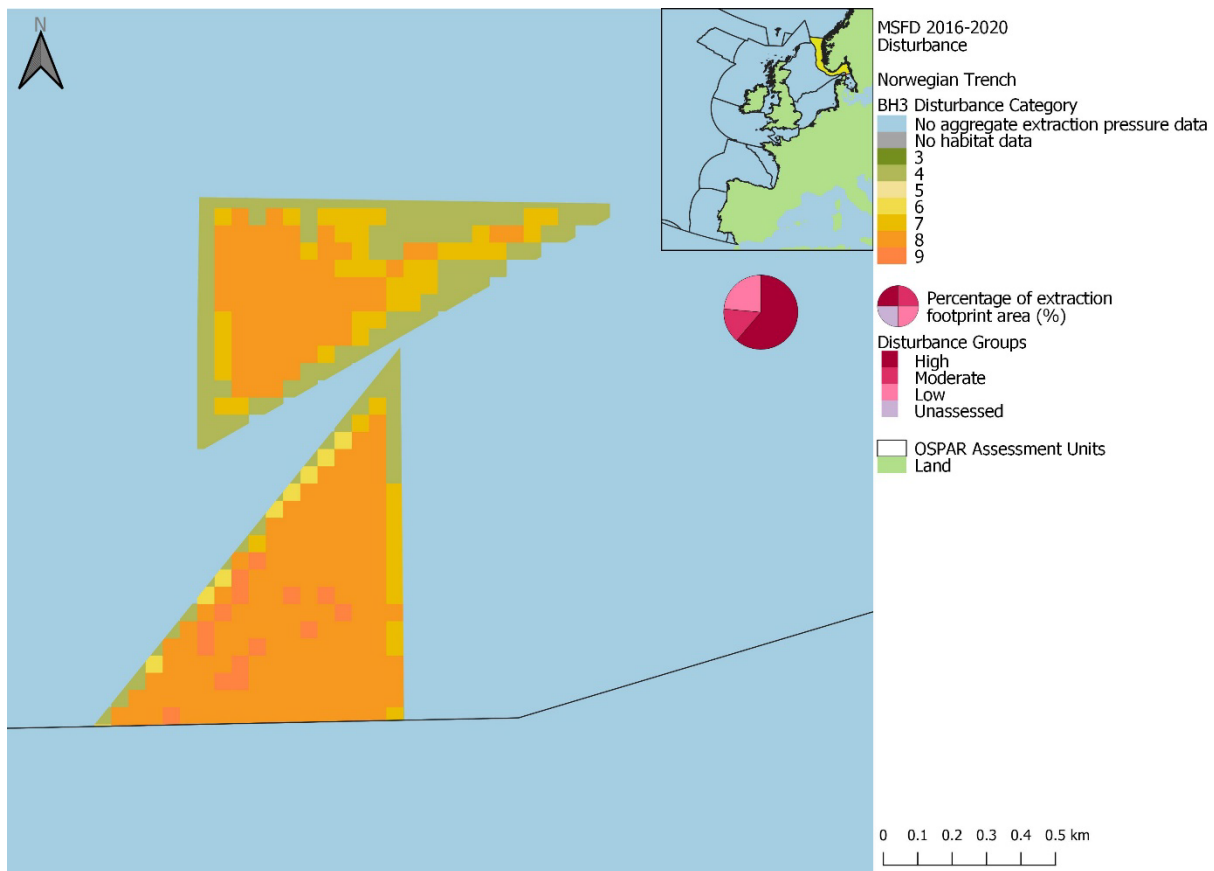 N
MSFD 2016-2020
Disturbance
Norwegian Trench
BH3 Disturbance Category
No aggregate extraction pressure data
No habitat data
3
4
5
6
7
8
9
Percentage of extraction
footprint area (%)
Disturbance Groups
High
Moderate
Low
Unassessed
OSPAR Assessment Units
Land
0 0.1 0.2 0.3 0.4 0.5 km